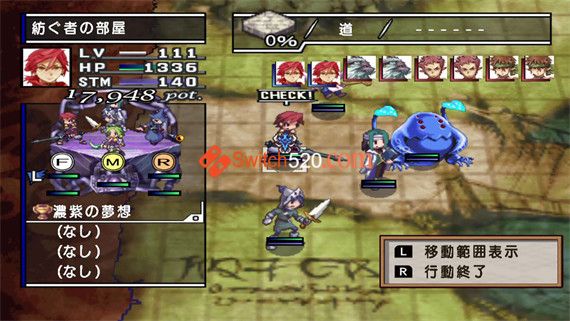 紡ぐ者の部屋
LV 111
HP 1336
STM 140
17,948 pot.
0% / 道 / ------
CHECK!
Switch520.com
F M R
L
濃紫の夢想
(なし)
(なし)
(なし)
L 移動範囲表示
R 行動終了